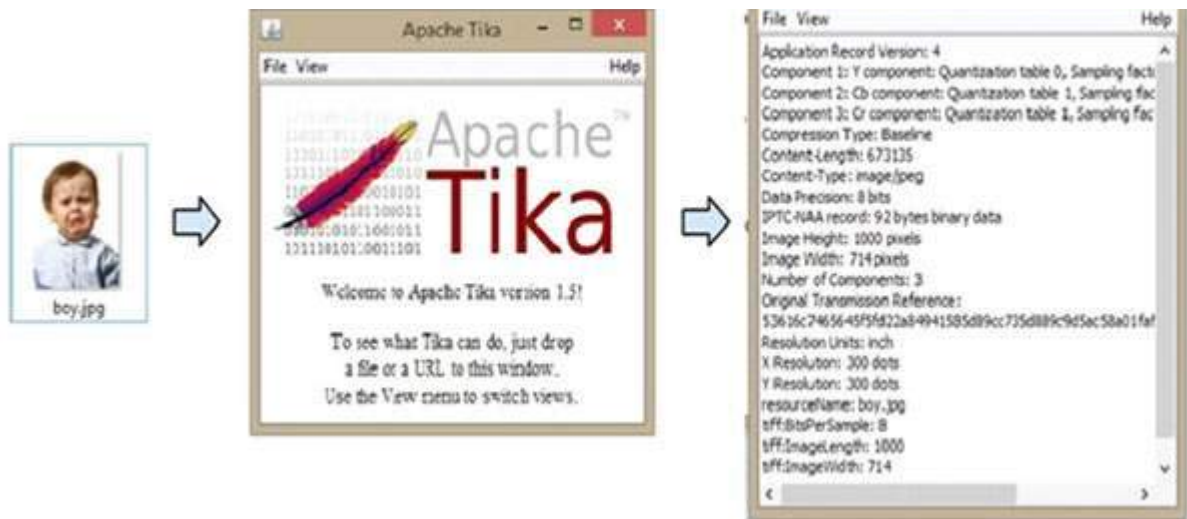 boy.jpg
Apache Tika
File View Help
Apache™
Tika
Welcome to Apache Tika version 1.5!
To see what Tika can do, just drop
a file or a URL to this window.
Use the View menu to switch views.
File View Help
Application Record Version: 4
Component 1: Y component: Quantization table 0, Sampling facto
Component 2: Cb component: Quantization table 1, Sampling fac
Component 3: Cr component: Quantization table 1, Sampling fac
Compression Type: Baseline
Content-Length: 673135
Content-Type: image/jpeg
Data Precision: 8 bits
IPTC-NAA record: 92 bytes binary data
Image Height: 1000 pixels
Image Width: 714 pixels
Number of Components: 3
Original Transmission Reference:
Resolution Units: inch
X Resolution: 300 dots
Y Resolution: 300 dots
resourceName: boy.jpg
tiff:BitsPerSample: 8
tiff:ImageLength: 1000
tiff:ImageWidth: 714